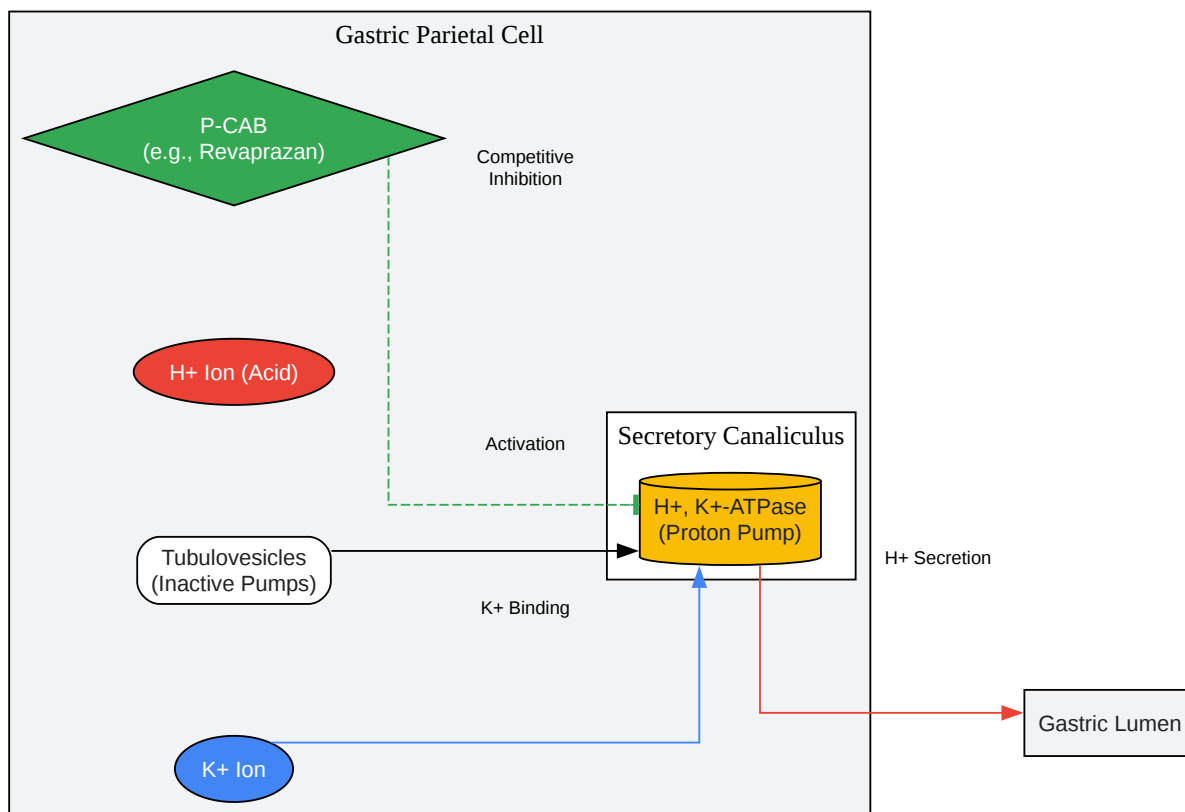 Gastric Parietal Cell
P-CAB
(e.g., Revaprazan)
Competitive
Inhibition
H+ Ion (Acid)
Activation
Secretory Canaliculus
H+, K+-ATPase
(Proton Pump)
Tubulovesicles
(Inactive Pumps)
H+ Secretion
K+ Binding
Gastric Lumen
K+ Ion